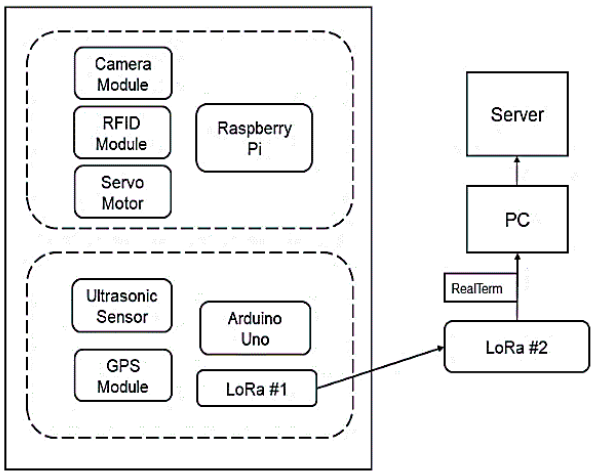 Camera
Module
RFID
Module
Servo
Motor
Raspberry
Pi
Ultrasonic
Sensor
GPS
Module
Arduino
Uno
LoRa #1
Server
PC
RealTerm
LoRa #2